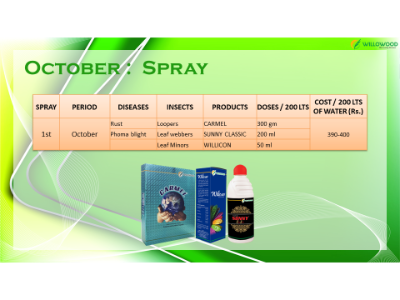 WILLOWOOD
OCTOBER : SPRAY
SPRAY PERIOD DISEASES INSECTS PRODUCTS DOSES / 200 LTS COST / 200 LTS OF WATER (Rs.)
1st October Rust Loopers CARMEL 300 gm 390-400
Phoma blight Leaf webbers SUNNY CLASSIC 200 ml
Leaf Minors WILLICON 50 ml
CARMEL
Willicon